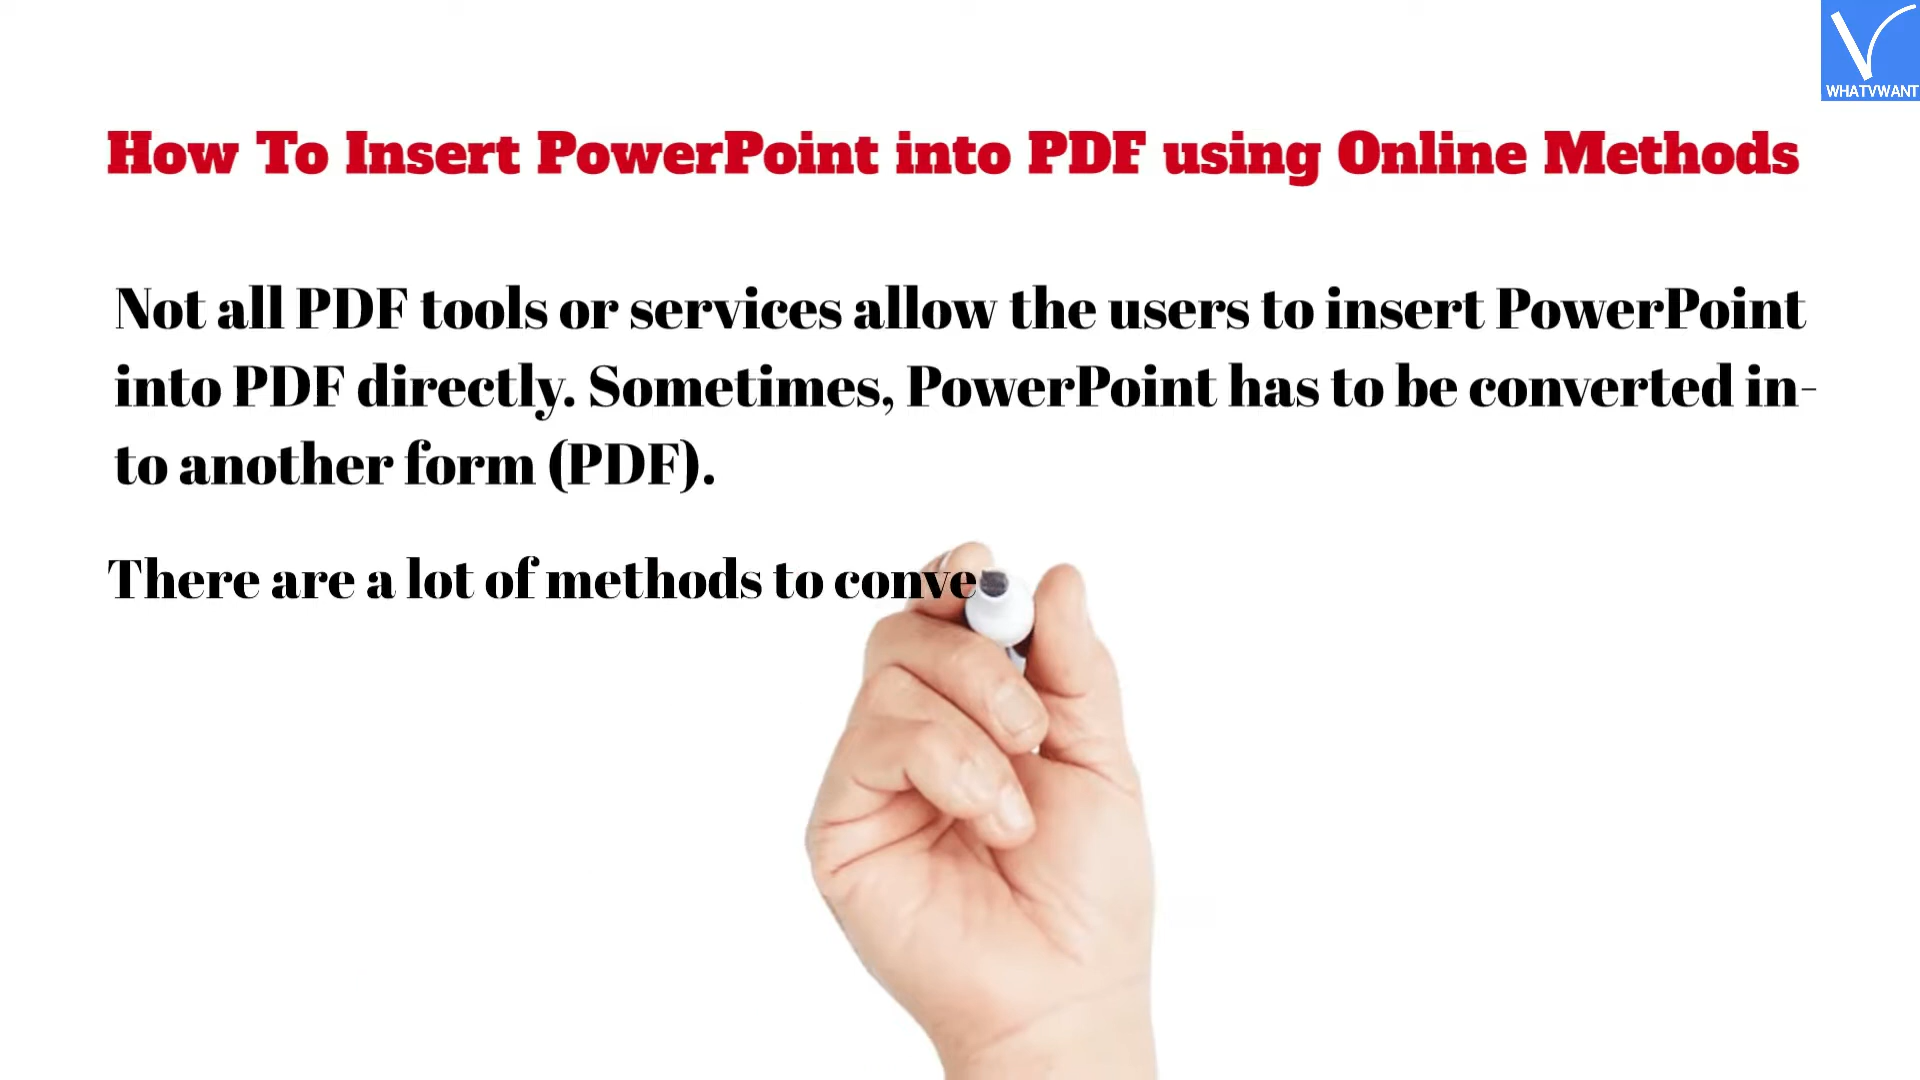 WHATVWANT
How To Insert PowerPoint into PDF using Online Methods
Not all PDF tools or services allow the users to insert PowerPoint
into PDF directly. Sometimes, PowerPoint has to be converted in-
to another form (PDF).
There are a lot of methods to conve